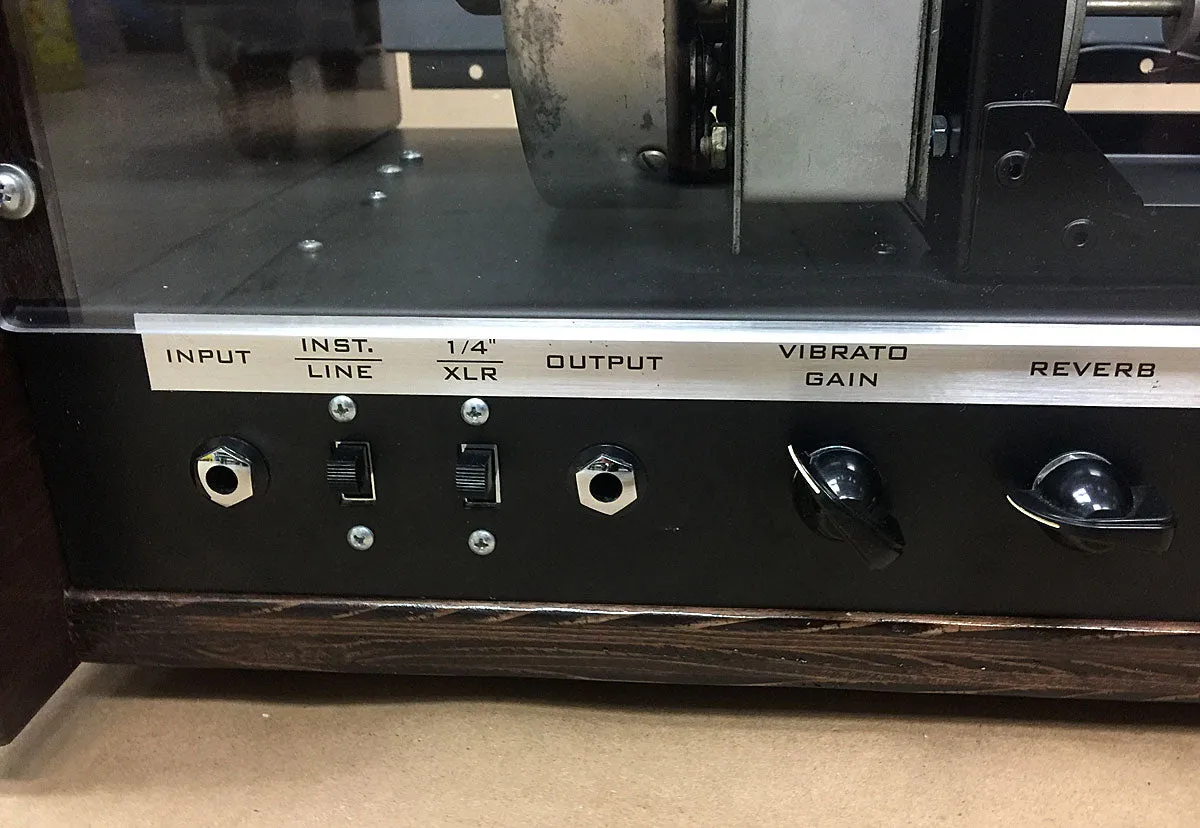 INPUT
INST.
LINE
1/4"
XLR
OUTPUT
VIBRATO
GAIN
REVERB